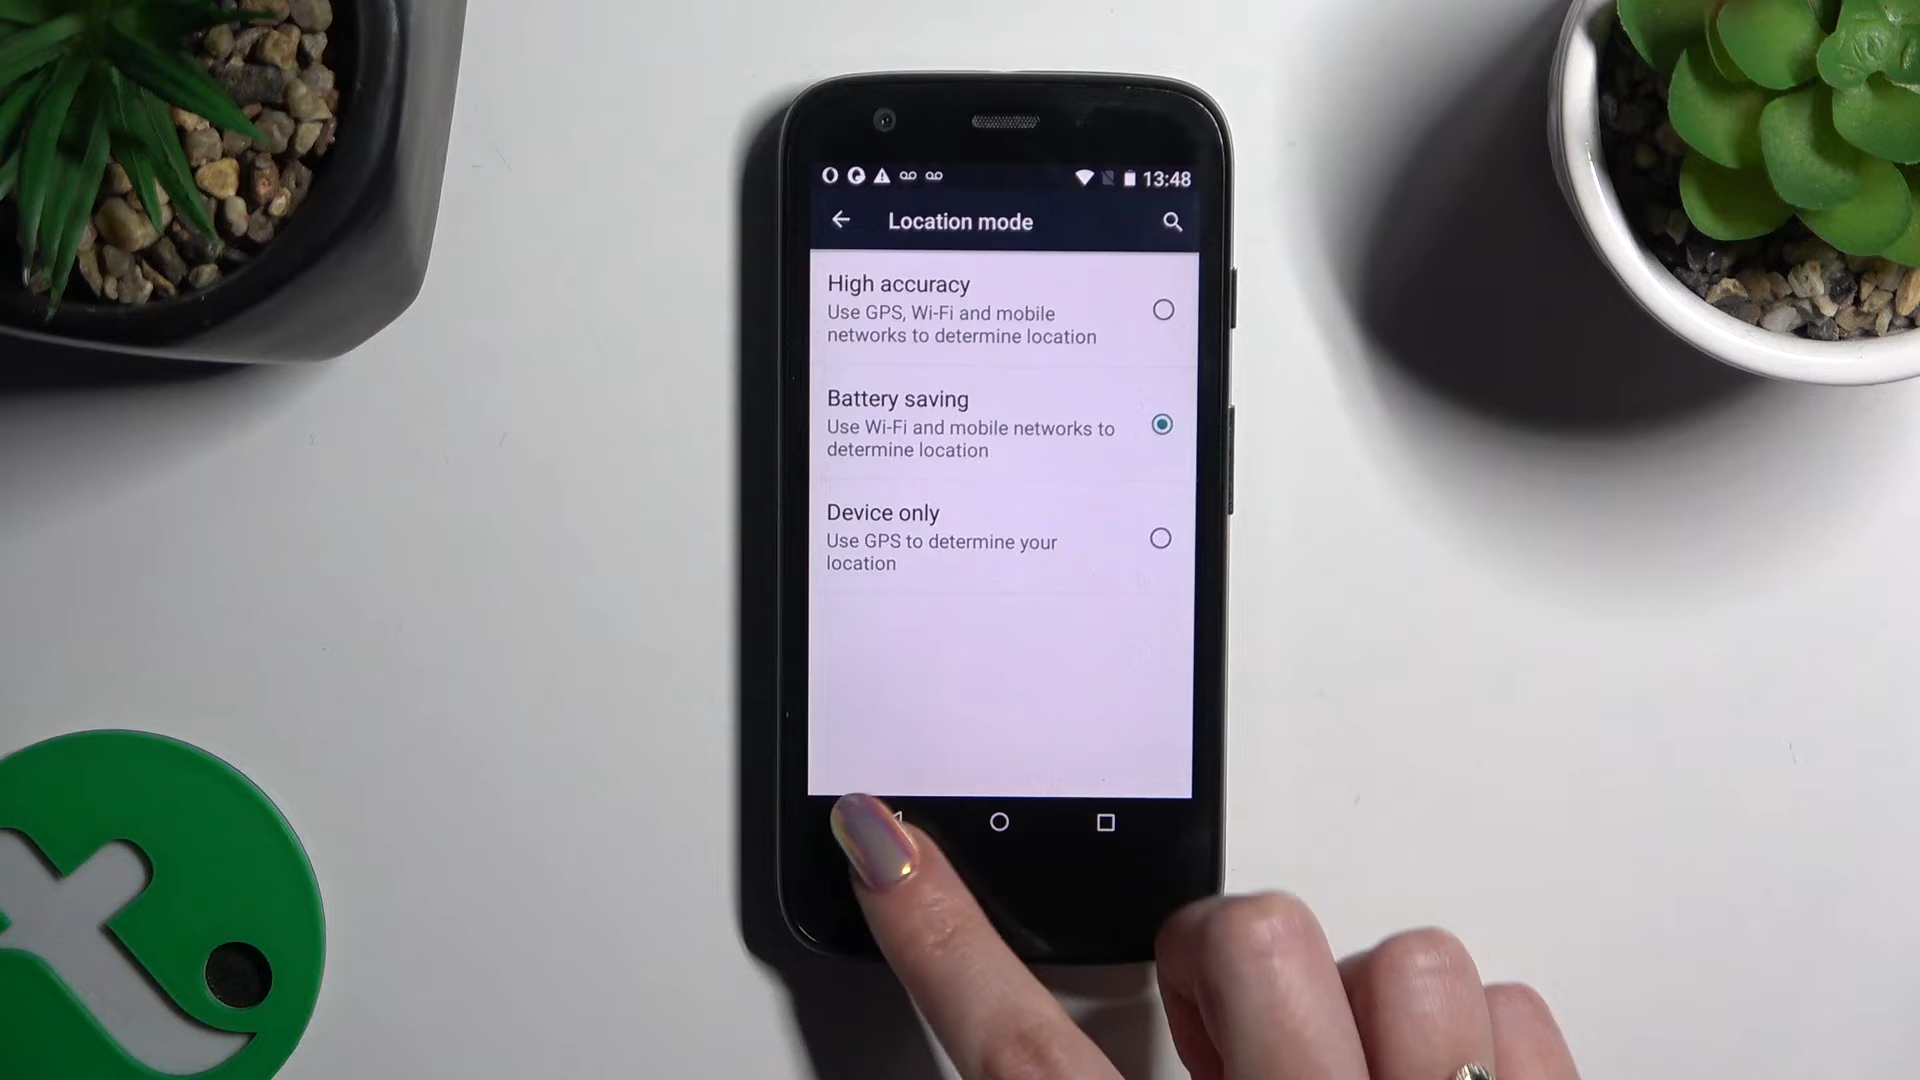 13:48
Location mode
High accuracy
Use GPS, Wi-Fi and mobile
networks to determine location
Battery saving
Use Wi-Fi and mobile networks to
determine location
Device only
Use GPS to determine your
location